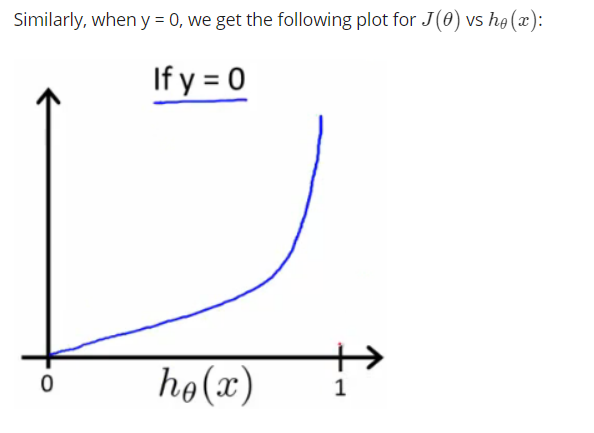 Similarly, when y = 0, we get the following plot for J(θ) vs hθ(x):
If y = 0
0
hθ(x)
1